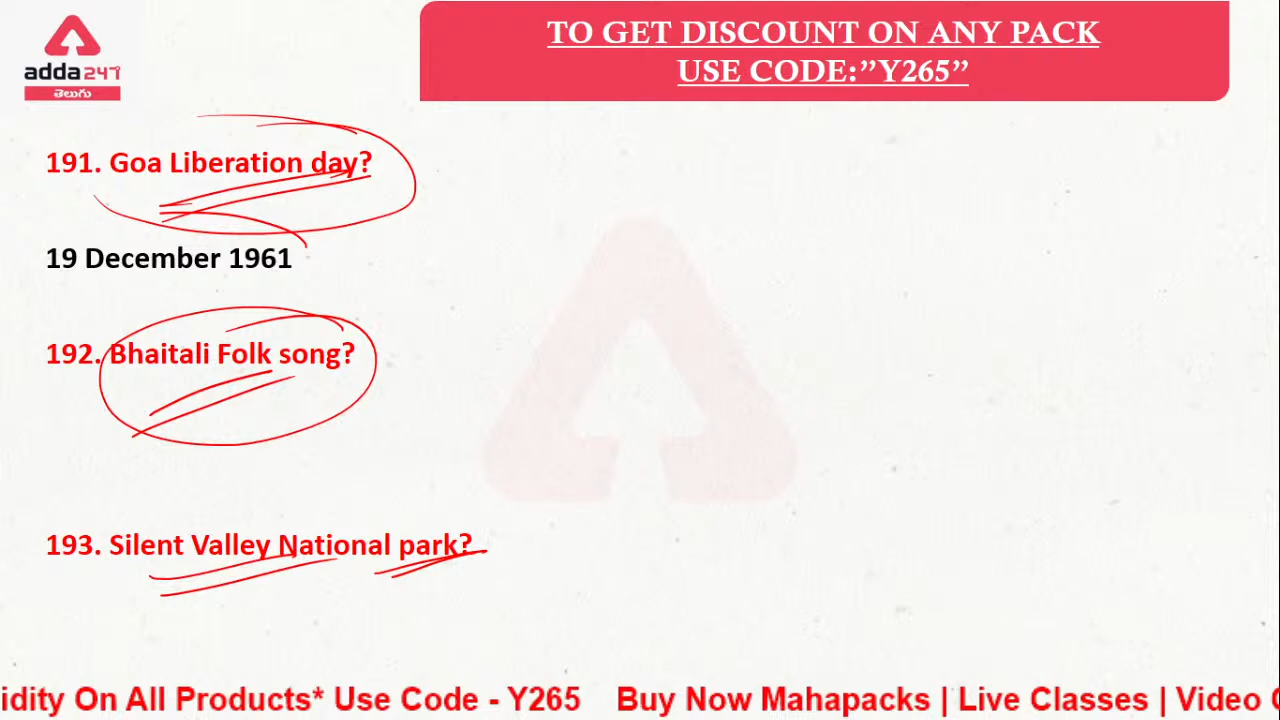 adda247
తెలుగు
TO GET DISCOUNT ON ANY PACK
USE CODE:”Y265”
191. Goa Liberation day?
19 December 1961
192. Bhaitali Folk song?
193. Silent Valley National park?
idity On All Products* Use Code - Y265 Buy Now Mahapacks | Live Classes | Video